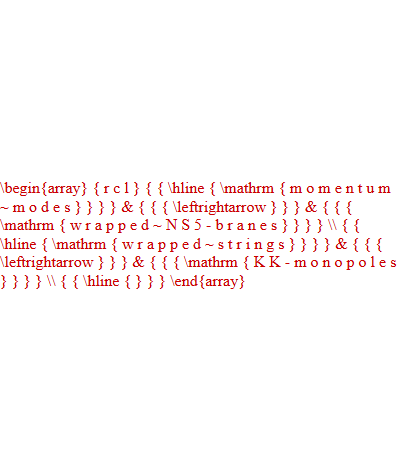 \begin{array} { r c l } { { \hline { \mathrm { m o m e n t u m
~ m o d e s } } } } & { { { \leftrightarrow } } } & { { {
\mathrm { w r a p p e d ~ N S 5 - b r a n e s } } } } \\ { {
\hline { \mathrm { w r a p p e d ~ s t r i n g s } } } } & { { {
\leftrightarrow } } } & { { { \mathrm { K K - m o n o p o l e s
} } } } \\ { { \hline { } } } \end{array}